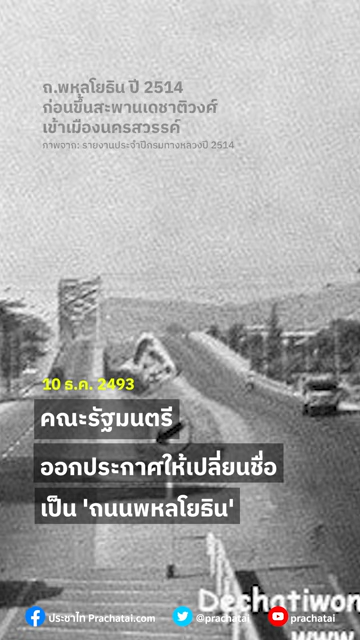 ถ.พหลโยธิน ปี 2514
ก่อนขึ้นสะพานเดชาติวงศ์
เข้าเมืองนครสวรรค์
ภาพจาก: รายงานประจำปีกรมทางหลวงปี 2514
10 ธ.ค. 2493
คณะรัฐมนตรี
ออกประกาศให้เปลี่ยนชื่อ
เป็น 'ถนนพหลโยธิน'
Dechatiwon
www
ประชาไท Prachatai.com
@prachatai
prachatai